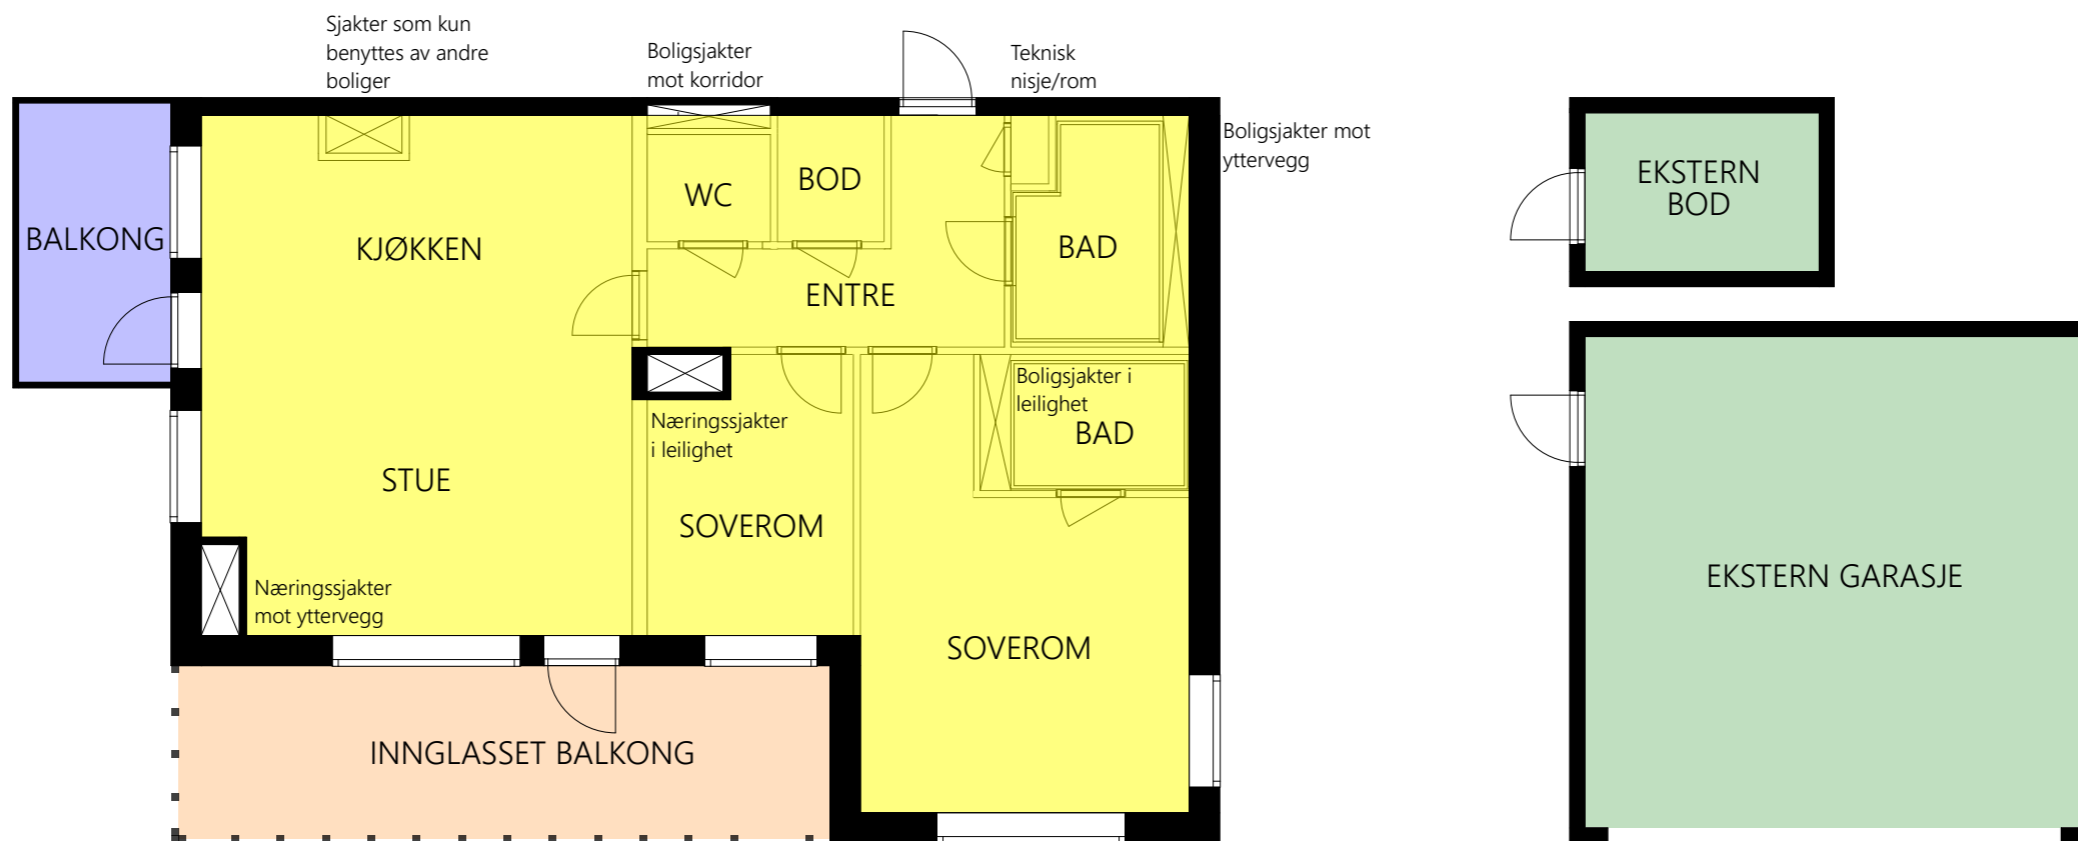 Sjakter som kun
benyttes av andre
boliger
Boligsjakter
mot korridor
Teknisk
nisje/rom
Boligsjakter mot
yttervegg
BALKONG
KJØKKEN
WC
BOD
ENTRE
BAD
EKSTERN
BOD
Boligsjakter i
leilighet
BAD
Næringssjakter
i leilighet
STUE
SOVEROM
Næringssjakter
mot yttervegg
SOVEROM
EKSTERN GARASJE
INNGLASSET BALKONG